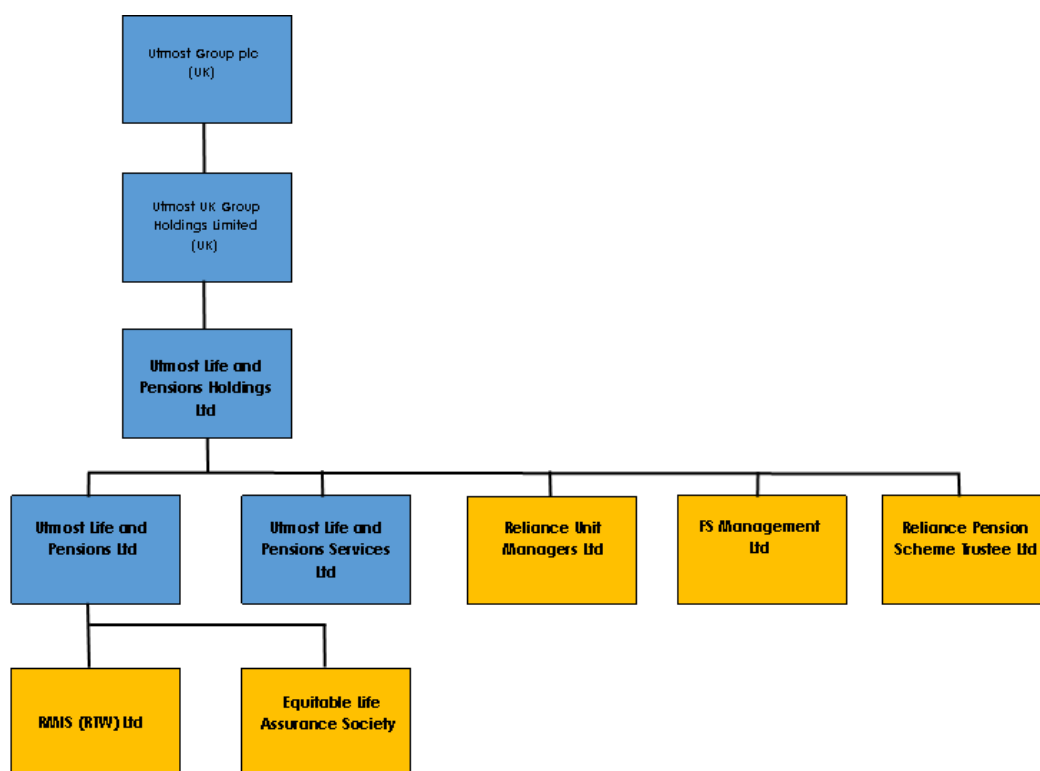 Utmost Group plc
(UK)
Utmost UK Group
Holdings Limited
(UK)
Utmost Life and
Pensions Holdings
Ltd
Utmost Life and
Pensions Ltd
Utmost Life and
Pensions Services
Ltd
Reliance Unit
Managers Ltd
FS Management
Ltd
Reliance Pension
Scheme Trustee Ltd
RMIS (RTW) Ltd
Equitable Life
Assurance Society